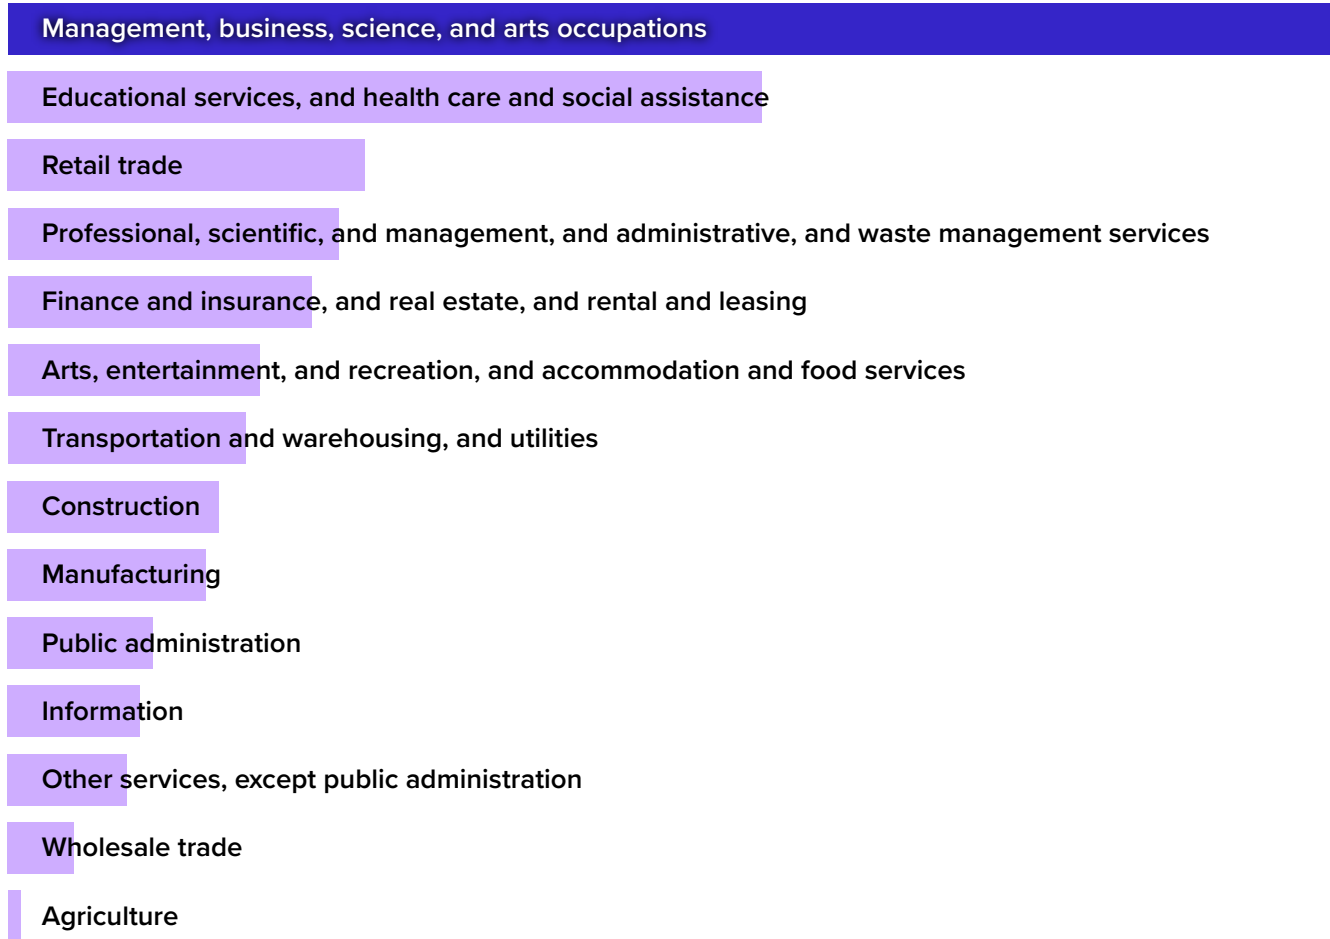 Management, business, science, and arts occupations
Educational services, and health care and social assistance
Retail trade
Professional, scientific, and management, and administrative, and waste management services
Finance and insurance, and real estate, and rental and leasing
Arts, entertainment, and recreation, and accommodation and food services
Transportation and warehousing, and utilities
Construction
Manufacturing
Public administration
Information
Other services, except public administration
Wholesale trade
Agriculture